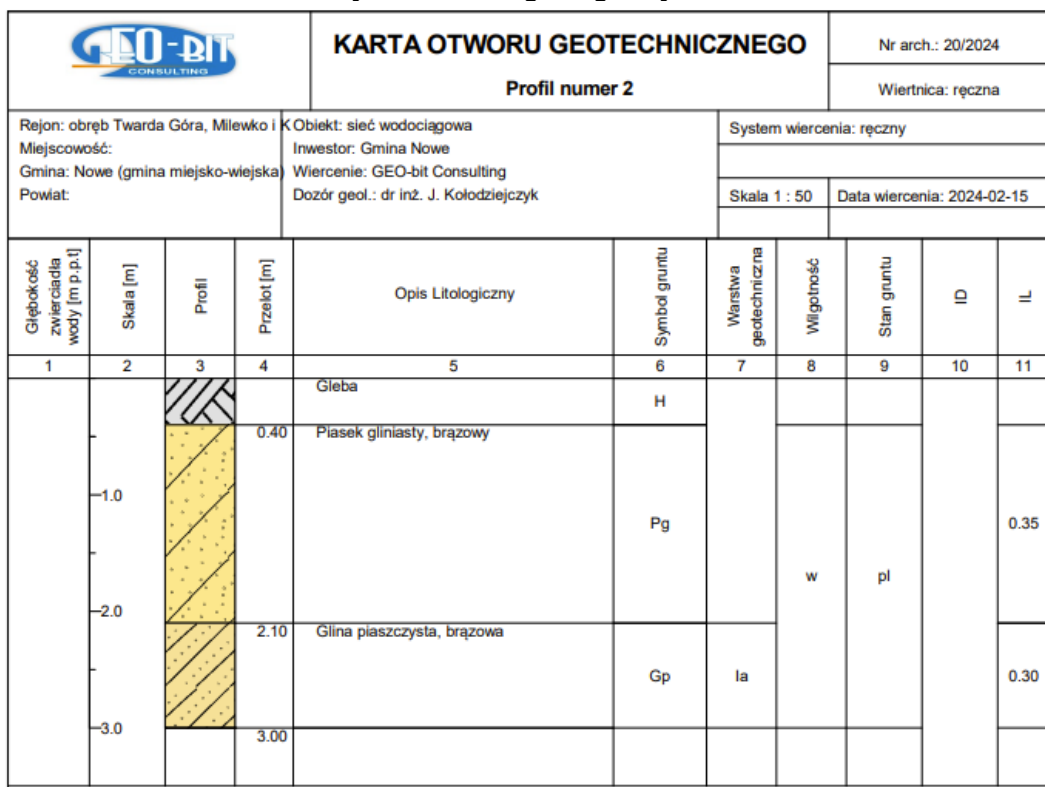 GEO-BIT
CONSULTING
KARTA OTWORU GEOTECHNICZNEGO
Profil numer 2
Nr arch.: 20/2024
Wiertnica: ręczna
Rejon: obręb Twarda Góra, Milewko i K
Miejscowość:
Gmina: Nowe (gmina miejsko-wiejska)
Powiat:
Obiekt: sieć wodociągowa
Inwestor: Gmina Nowe
Wiercenie: GEO-bit Consulting
Dozór geol.: dr inż. J. Kołodziejczyk
System wiercenia: ręczny
Skala 1 : 50
Data wiercenia: 2024-02-15
Głębokość
zwierciadła
wody [m p.p.t]
Skala [m]
Profil
Przelot [m]
Opis Litologiczny
Symbol gruntu
Warstwa
geotechniczna
Wilgotność
Stan gruntu
ID
IL
1 2 3 4 5 6 7 8 9 10 11
Gleba
H
0.40 Piasek gliniasty, brązowy
1.0
Pg
0.35
w pl
2.0
2.10 Glina piaszczysta, brązowa
Gp Ia 0.30
3.0
3.00